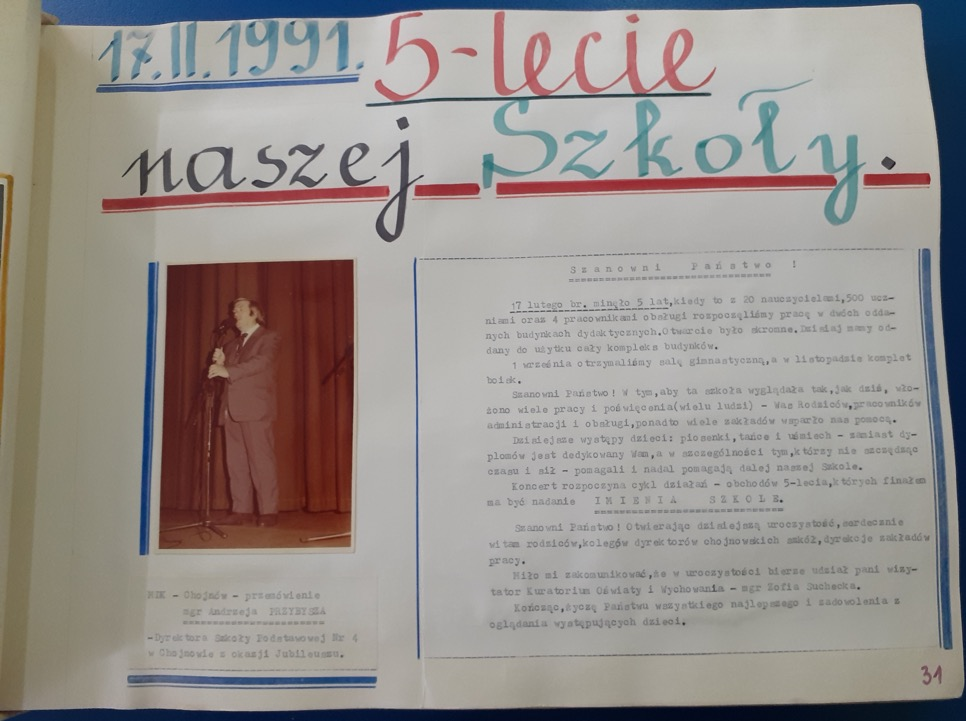 17.II.1991. 5-lecie
naszej Szkoły.
Szanowni Państwo !
17 lutego br. minęło 5 lat,kiedy to z 20 nauczycielami,500 ucz-
niami oraz 4 pracownikami obsługi rozpoczęliśmy pracę w dwóch odda-
nych budynkach dydaktycznych.Otwarcie było skromne.Dzisiaj mamy od-
dany do użytku cały kompleks budynków.
1 września otrzymaliśmy salę gimnastyczną,a w listopadzie komplet
boisk.
Szanowni Państwo! W tym,aby ta szkoła wyglądała tak,jak dziś, wło-
żono wiele pracy i poświęcenia(wielu ludzi) - Was Rodziców,pracowników
administracji i obsługi,ponadto wiele zakładów wsparło nas pomocą.
Dzisiejsze występy dzieci: piosenki,tańce i uśmiech - zamiast dy-
plomów jest dedykowany Wam,a w szczególności tym,którzy nie szczędząc
czasu i sił - pomagali i nadal pomagają dalej naszej Szkole.
Koncert rozpoczyna cykl działań - obchodów 5-lecia,których finałem
ma być nadanie I M I E N I A S Z K O L E.
Szanowni Państwo! Otwierając dzisiejszą uroczystość,serdecznie
witam rodziców,kolegów dyrektorów chojnowskich szkół,dyrekcje zakładów
pracy.
Miło mi zakomunikować,że w uroczystości bierze udział pani wizy-
tator Kuratorium Oświaty i Wychowania - mgr Zofia Suchecka.
Kończąc,życzę Państwu wszystkiego najlepszego i zadowolenia z
oglądania występujących dzieci.
MDK - Chojnów - przemówienie
mgr Andrzeja PRZYBYSZA
-Dyrektora Szkoły Podstawowej Nr 4
w Chojnowie z okazji Jubileuszu.
31